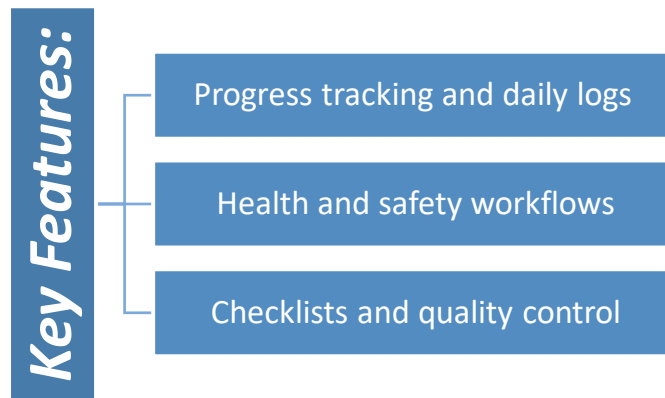 Key Features:
Progress tracking and daily logs
Health and safety workflows
Checklists and quality control